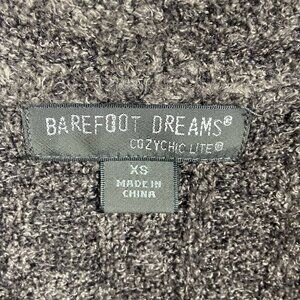 BAREFOOT DREAMS®
COZYCHIC LITE®
XS
MADE IN
CHINA